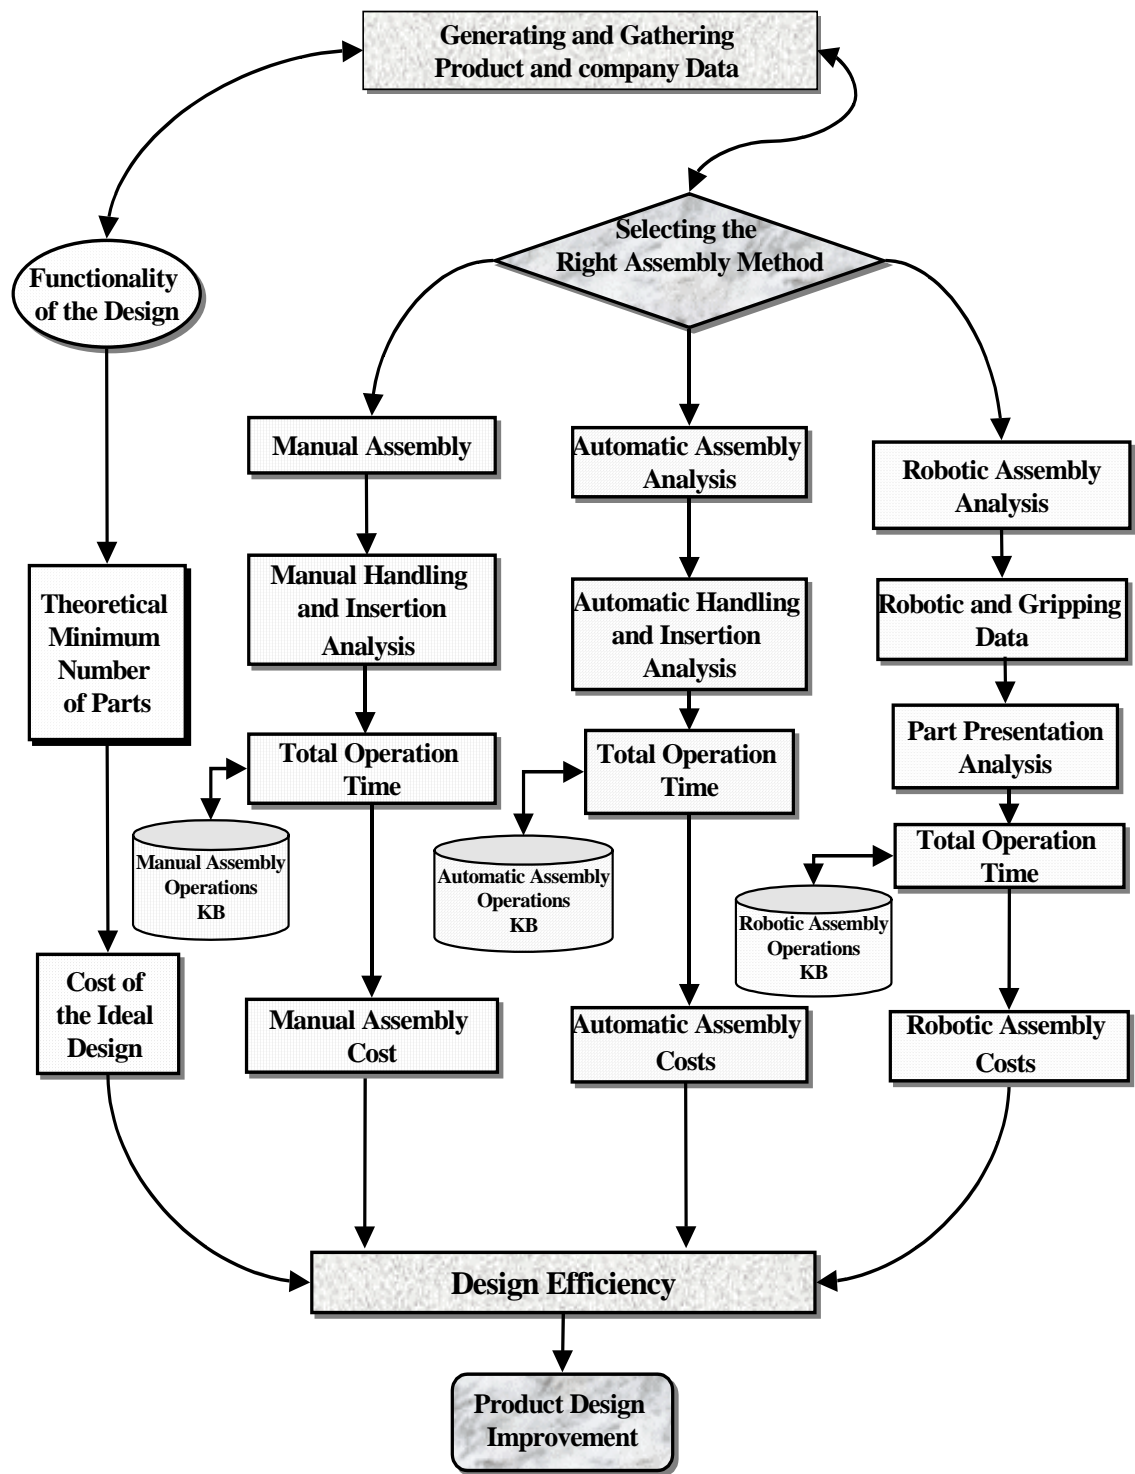 Generating and Gathering
Product and company Data
Selecting the
Right Assembly Method
Functionality
of the Design
Manual Assembly
Automatic Assembly
Analysis
Robotic Assembly
Analysis
Theoretical
Minimum
Number
of Parts
Manual Handling
and Insertion
Analysis
Automatic Handling
and Insertion
Analysis
Robotic and Gripping
Data
Part Presentation
Analysis
Total Operation
Time
Total Operation
Time
Total Operation
Time
Manual Assembly
Operations
KB
Automatic Assembly
Operations
KB
Robotic Assembly
Operations
KB
Cost of
the Ideal
Design
Manual Assembly
Cost
Automatic Assembly
Costs
Robotic Assembly
Costs
Design Efficiency
Product Design
Improvement